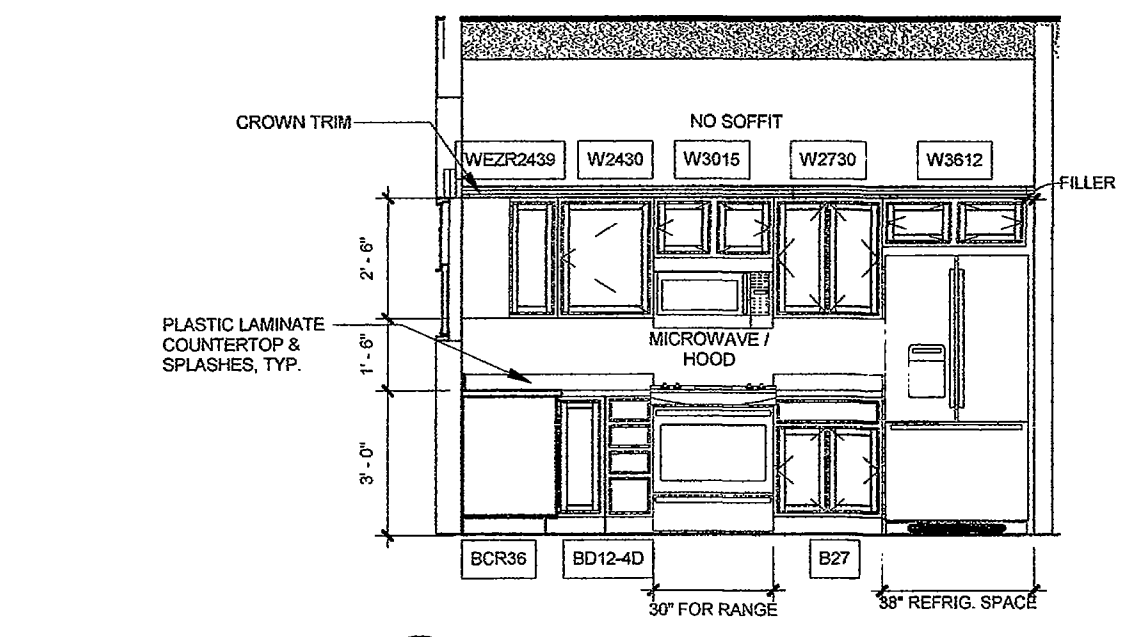 CROWN TRIM
NO SOFFIT
WEZR2439
W2430
W3015
W2730
W3612
FILLER
2' - 6"
PLASTIC LAMINATE
COUNTERTOP &
SPLASHES, TYP.
1' - 6"
MICROWAVE /
HOOD
3' - 0"
BCR36
BD12-4D
B27
30" FOR RANGE
38" REFRIG. SPACE